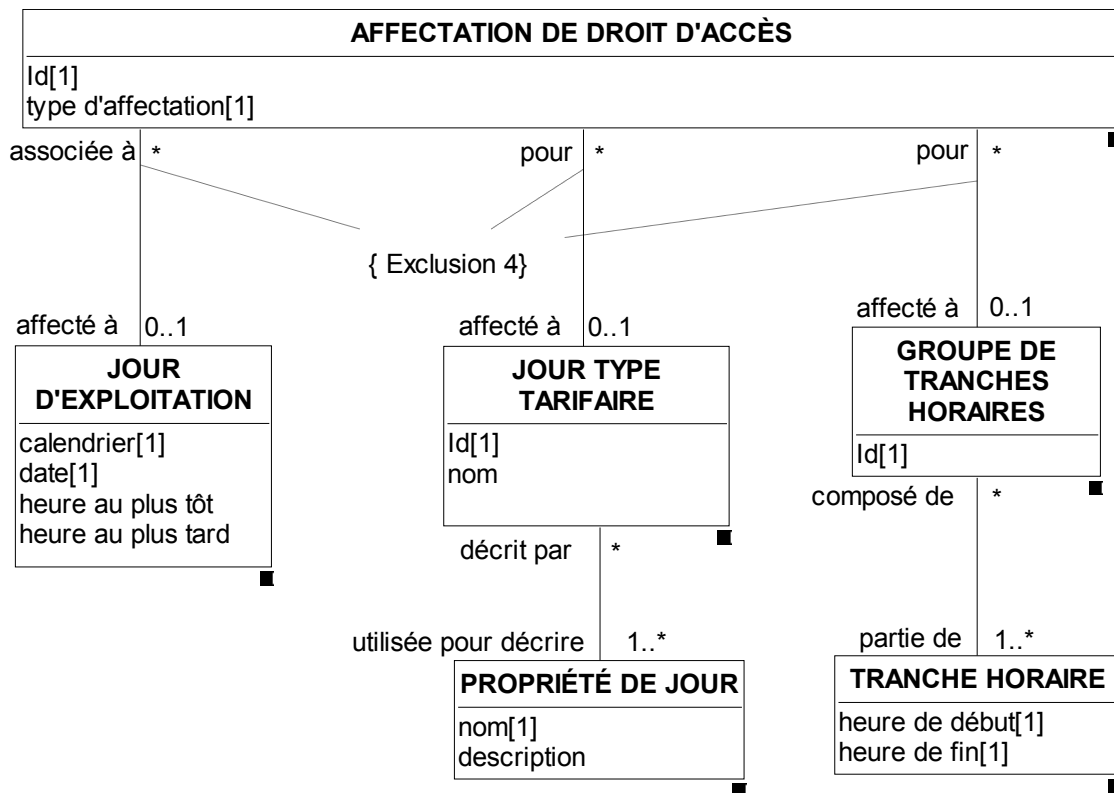 AFFECTATION DE DROIT D'ACCÈS
Id[1]
type d'affectation[1]
associée à *
pour *
pour *
{ Exclusion 4}
affecté à 0..1
affecté à 0..1
affecté à 0..1
JOUR
D'EXPLOITATION
calendrier[1]
date[1]
heure au plus tôt
heure au plus tard
JOUR TYPE
TARIFAIRE
Id[1]
nom
GROUPE DE
TRANCHES
HORAIRES
Id[1]
décrit par *
composé de *
utilisée pour décrire 1..*
partie de 1..*
PROPRIÉTÉ DE JOUR
nom[1]
description
TRANCHE HORAIRE
heure de début[1]
heure de fin[1]